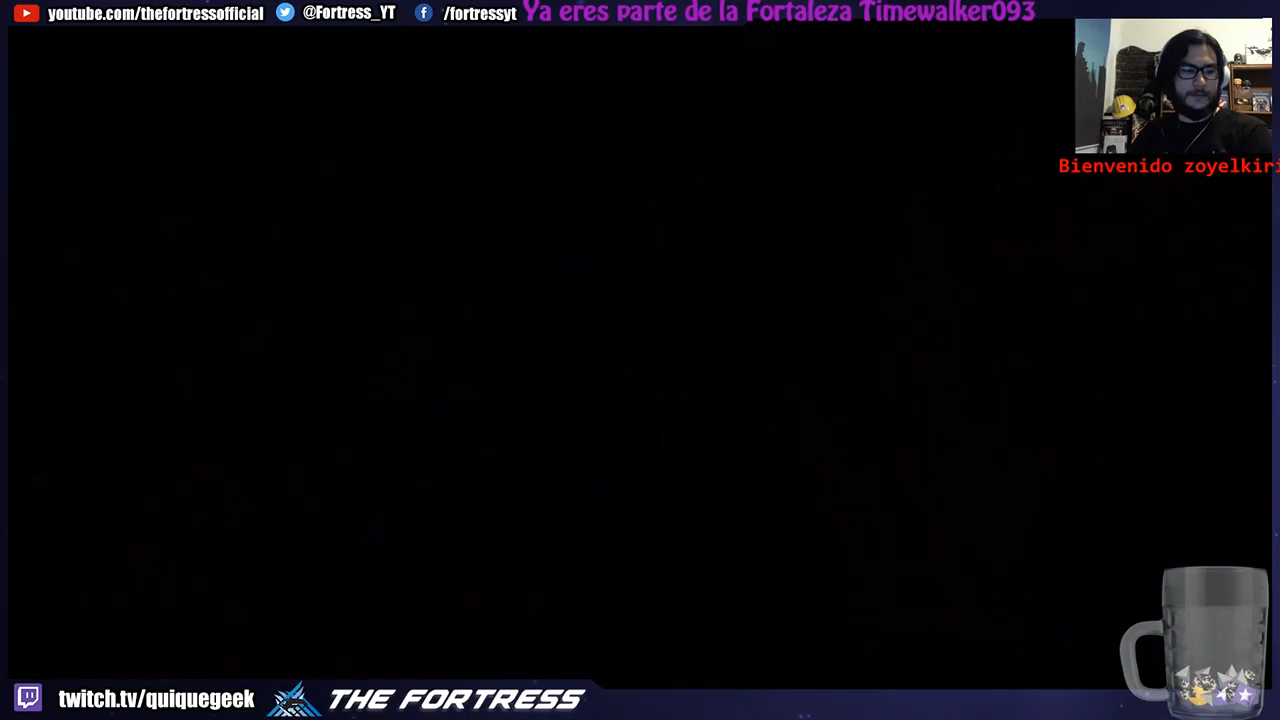 youtube.com/thefortressofficial @Fortress_YT /fortressyt Ya eres parte de la Fortaleza Timewalker093
Bienvenido zoyelkiri
twitch.tv/quiquegeek THE FORTRESS